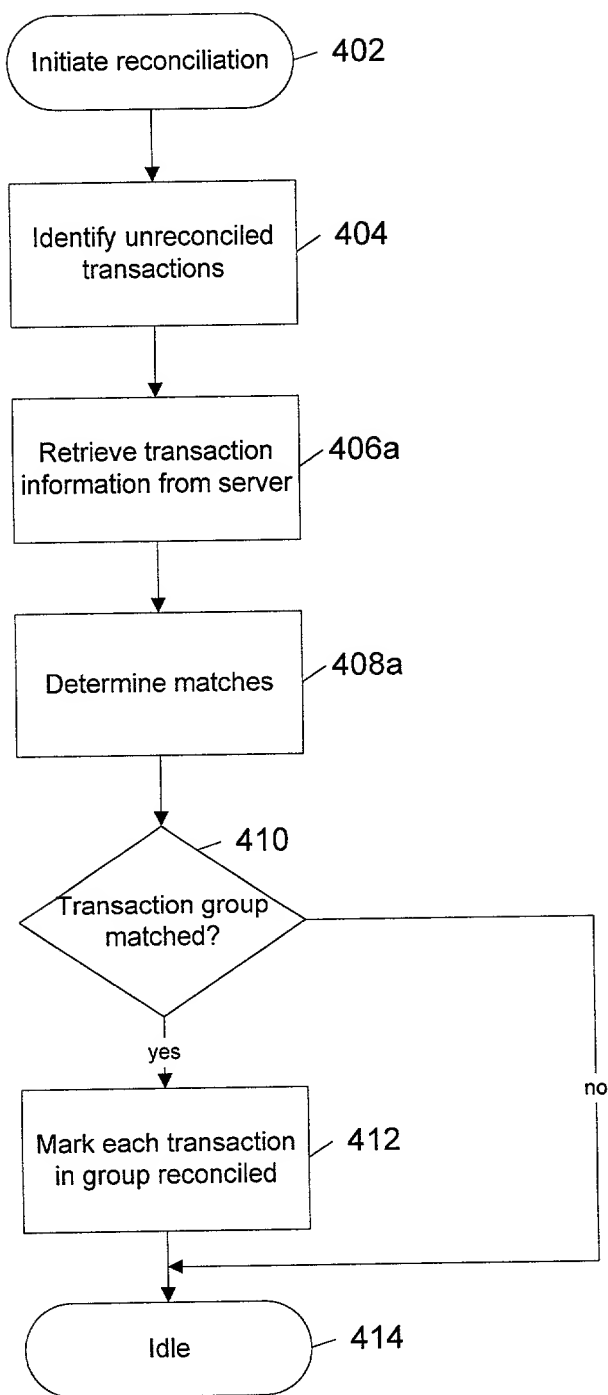 Initiate reconciliation
402
Identify unreconciled
transactions
404
Retrieve transaction
information from server
406a
Determine matches
408a
410
Transaction group
matched?
yes
no
Mark each transaction
in group reconciled
412
Idle
414